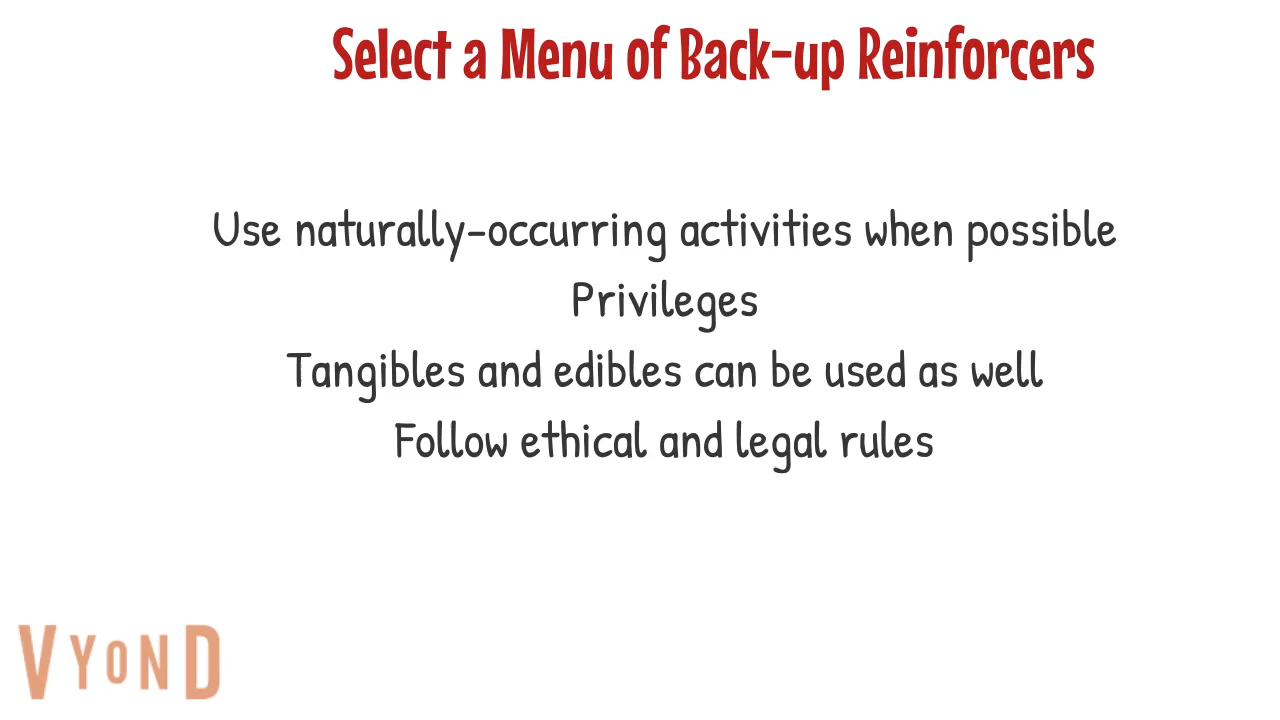 Select a Menu of Back-up Reinforcers
Use naturally-occurring activities when possible
Privileges
Tangibles and edibles can be used as well
Follow ethical and legal rules
VYOND